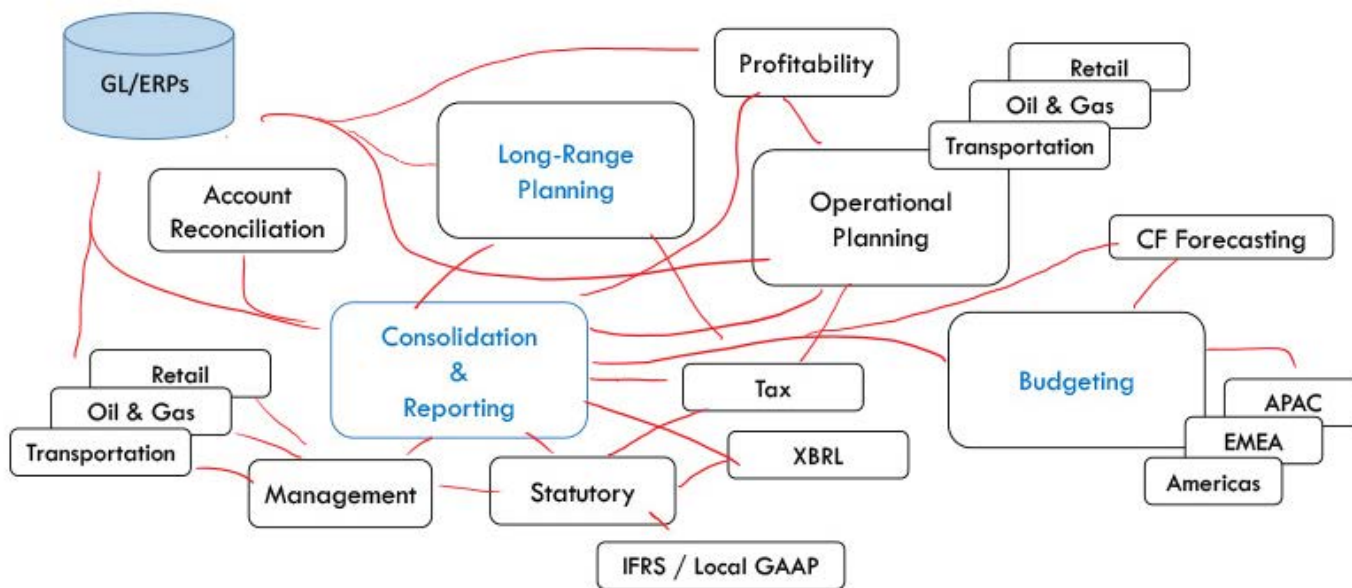 GL/ERPs
Profitability
Retail
Oil & Gas
Transportation
Long-Range
Planning
Account
Reconciliation
Operational
Planning
CF Forecasting
Consolidation
&
Reporting
Budgeting
Retail
Oil & Gas
Transportation
Tax
APAC
EMEA
Americas
XBRL
Management
Statutory
IFRS / Local GAAP